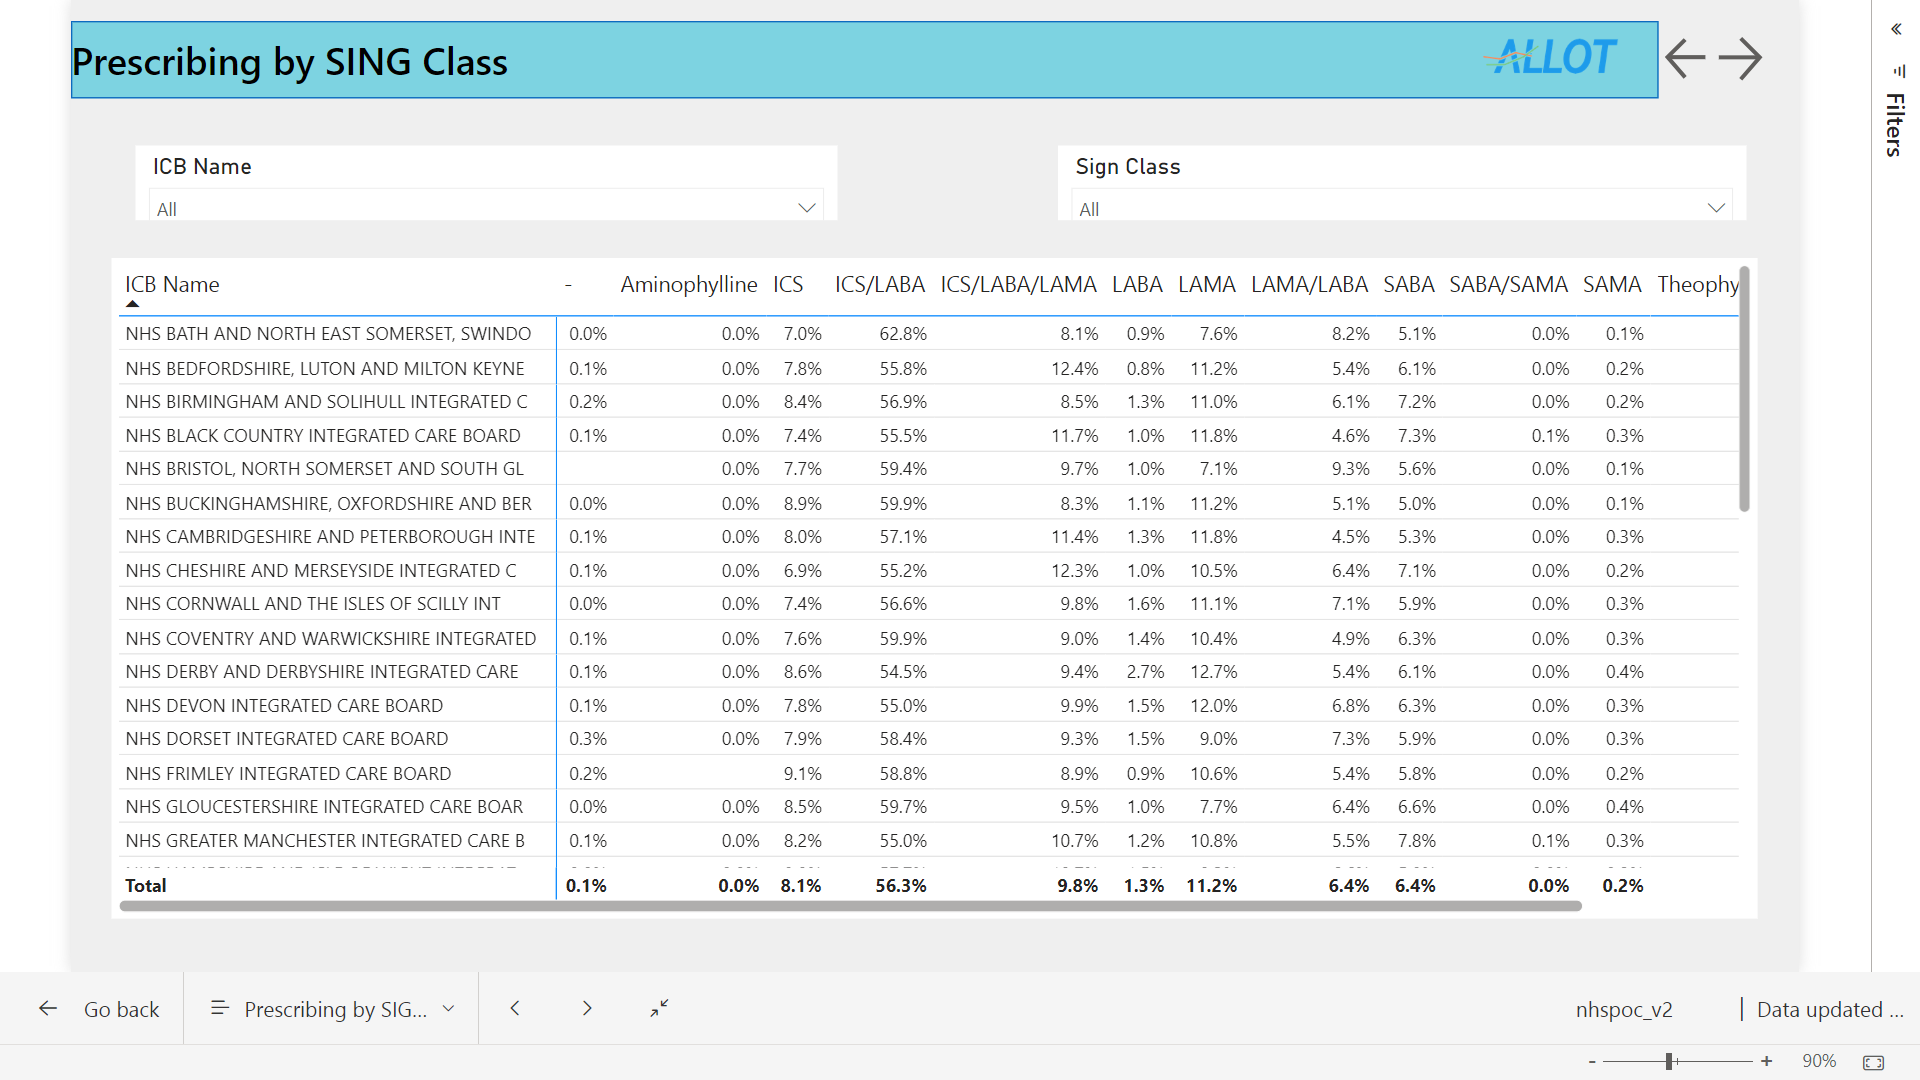 Prescribing by SING Class
ALLOT
Filters
ICB Name
All
Sign Class
All
ICB Name - Aminophylline ICS ICS/LABA ICS/LABA/LAMA LABA LAMA LAMA/LABA SABA SABA/SAMA SAMA Theophy
NHS BATH AND NORTH EAST SOMERSET, SWINDO 0.0% 0.0% 7.0% 62.8% 8.1% 0.9% 7.6% 8.2% 5.1% 0.0% 0.1%
NHS BEDFORDSHIRE, LUTON AND MILTON KEYNE 0.1% 0.0% 7.8% 55.8% 12.4% 0.8% 11.2% 5.4% 6.1% 0.0% 0.2%
NHS BIRMINGHAM AND SOLIHULL INTEGRATED C 0.2% 0.0% 8.4% 56.9% 8.5% 1.3% 11.0% 6.1% 7.2% 0.0% 0.2%
NHS BLACK COUNTRY INTEGRATED CARE BOARD 0.1% 0.0% 7.4% 55.5% 11.7% 1.0% 11.8% 4.6% 7.3% 0.1% 0.3%
NHS BRISTOL, NORTH SOMERSET AND SOUTH GL 0.0% 7.7% 59.4% 9.7% 1.0% 7.1% 9.3% 5.6% 0.0% 0.1%
NHS BUCKINGHAMSHIRE, OXFORDSHIRE AND BER 0.0% 0.0% 8.9% 59.9% 8.3% 1.1% 11.2% 5.1% 5.0% 0.0% 0.1%
NHS CAMBRIDGESHIRE AND PETERBOROUGH INTE 0.1% 0.0% 8.0% 57.1% 11.4% 1.3% 11.8% 4.5% 5.3% 0.0% 0.3%
NHS CHESHIRE AND MERSEYSIDE INTEGRATED C 0.1% 0.0% 6.9% 55.2% 12.3% 1.0% 10.5% 6.4% 7.1% 0.0% 0.2%
NHS CORNWALL AND THE ISLES OF SCILLY INT 0.0% 0.0% 7.4% 56.6% 9.8% 1.6% 11.1% 7.1% 5.9% 0.0% 0.3%
NHS COVENTRY AND WARWICKSHIRE INTEGRATED 0.1% 0.0% 7.6% 59.9% 9.0% 1.4% 10.4% 4.9% 6.3% 0.0% 0.3%
NHS DERBY AND DERBYSHIRE INTEGRATED CARE 0.1% 0.0% 8.6% 54.5% 9.4% 2.7% 12.7% 5.4% 6.1% 0.0% 0.4%
NHS DEVON INTEGRATED CARE BOARD 0.1% 0.0% 7.8% 55.0% 9.9% 1.5% 12.0% 6.8% 6.3% 0.0% 0.3%
NHS DORSET INTEGRATED CARE BOARD 0.3% 0.0% 7.9% 58.4% 9.3% 1.5% 9.0% 7.3% 5.9% 0.0% 0.3%
NHS FRIMLEY INTEGRATED CARE BOARD 0.2% 9.1% 58.8% 8.9% 0.9% 10.6% 5.4% 5.8% 0.0% 0.2%
NHS GLOUCESTERSHIRE INTEGRATED CARE BOAR 0.0% 0.0% 8.5% 59.7% 9.5% 1.0% 7.7% 6.4% 6.6% 0.0% 0.4%
NHS GREATER MANCHESTER INTEGRATED CARE B 0.1% 0.0% 8.2% 55.0% 10.7% 1.2% 10.8% 5.5% 7.8% 0.1% 0.3%
Total 0.1% 0.0% 8.1% 56.3% 9.8% 1.3% 11.2% 6.4% 6.4% 0.0% 0.2%
Go back
Prescribing by SIG...
nhspoc_v2
Data updated ...
- + 90%